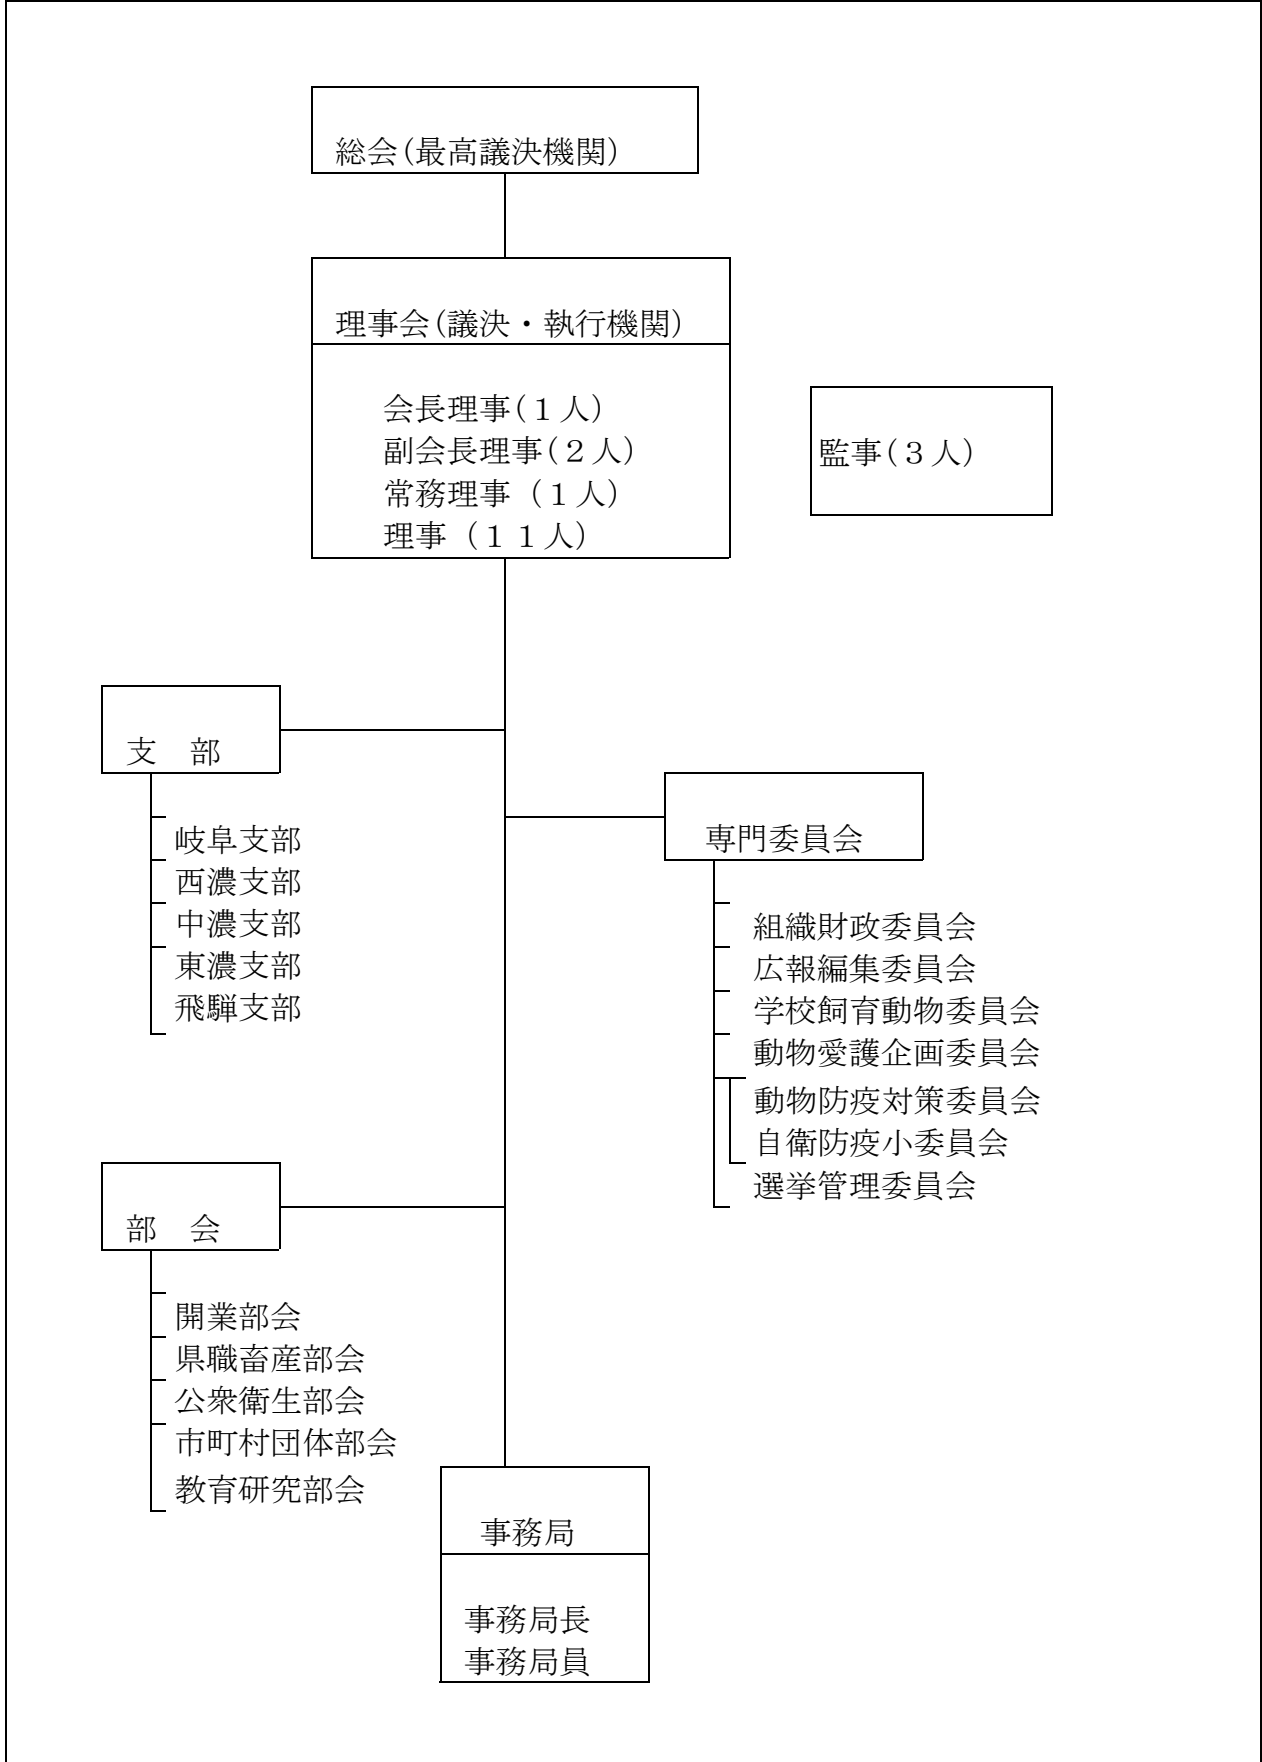 総会(最高議決機関)
理事会(議決・執行機関)
会長理事(１人)
副会長理事(２人)
常務理事（１人)
理事（１１人)
監事(３人)
支　部
岐阜支部
西濃支部
中濃支部
東濃支部
飛騨支部
専門委員会
組織財政委員会
広報編集委員会
学校飼育動物委員会
動物愛護企画委員会
動物防疫対策委員会
自衛防疫小委員会
選挙管理委員会
部　会
開業部会
県職畜産部会
公衆衛生部会
市町村団体部会
教育研究部会
事務局
事務局長
事務局員